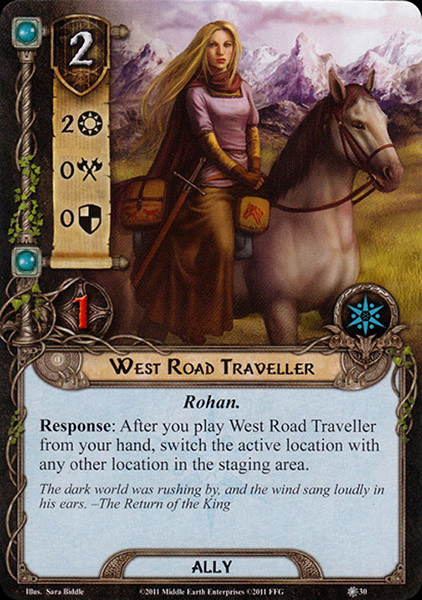 2
2
0
0
1
West Road Traveller
Rohan.
Response: After you play West Road Traveller
from your hand, switch the active location with
any other location in the staging area.
The dark world was rushing by, and the wind sang loudly in
his ears. –The Return of the King
ALLY
Illus. Sara Biddle
©2011 Middle Earth Enterprises ©2011 FFG
30